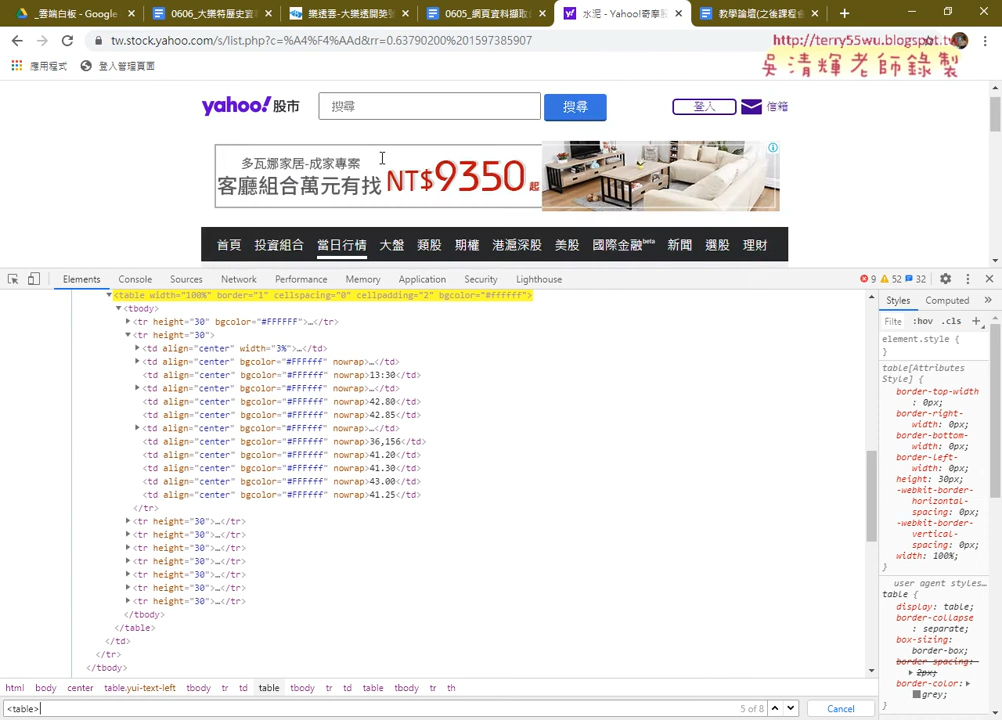 _雲端白板 - Google
0606_大樂特歷史資料
樂透雲-大樂透開獎號
0605_網頁資料擷取
水泥 - Yahoo!奇摩股
教學論壇(之後課程會
tw.stock.yahoo.com/s/list.php?c=%A4%F4%AAd&rr=0.63790200%201597385907
http://terry55wu.blogspot.tw
應用程式
登入管理頁面
吳清輝老師錄製
yahoo!股市
搜尋
搜尋
登入
信箱
多瓦娜家居-成家專案
客廳組合萬元有找 NT$9350起
首頁 投資組合 當日行情 大盤 類股 期權 港滬深股 美股 國際金融beta 新聞 選股 理財
Elements Console Sources Network Performance Memory Application Security Lighthouse
9 52 32
<table width="100%" border="1" cellspacing="0" cellpadding="2" bgcolor="#ffffff">
<tbody>
<tr height="30" bgcolor="#FFFFFF">…</tr>
<tr height="30">
<td align="center" width="3%">…</td>
<td align="center" bgcolor="#FFFfff" nowrap>…</td>
<td align="center" bgcolor="#FFFfff" nowrap>13:30</td>
<td align="center" bgcolor="#FFFfff" nowrap>…</td>
<td align="center" bgcolor="#FFFfff" nowrap>42.80</td>
<td align="center" bgcolor="#FFFfff" nowrap>42.85</td>
<td align="center" bgcolor="#FFFfff" nowrap>…</td>
<td align="center" bgcolor="#FFFfff" nowrap>36,156</td>
<td align="center" bgcolor="#FFFfff" nowrap>41.20</td>
<td align="center" bgcolor="#FFFfff" nowrap>41.30</td>
<td align="center" bgcolor="#FFFfff" nowrap>43.00</td>
<td align="center" bgcolor="#FFFfff" nowrap>41.25</td>
</tr>
<tr height="30">…</tr>
<tr height="30">…</tr>
<tr height="30">…</tr>
<tr height="30">…</tr>
<tr height="30">…</tr>
<tr height="30">…</tr>
<tr height="30">…</tr>
</tbody>
</table>
</td>
</tr>
</tbody>
Styles Computed »
Filte :hov .cls +
element.style {
}
table[Attributes
Style] {
border-top-width
: 0px;
border-right-
width: 0px;
border-bottom-
width: 0px;
border-left-
width: 0px;
height: 30px;
-webkit-border-
horizontal-
spacing: 0px;
-webkit-border-
vertical-
spacing: 0px;
width: 100%;
}
user agent styles…
table {
display: table;
border-collapse
: separate;
box-sizing:
border-box;
border-spacing:
2px;
border-color:
grey;
html body center table.yui-text-left tbody tr td table tbody tr td table tbody tr th
<table>
5 of 8
Cancel